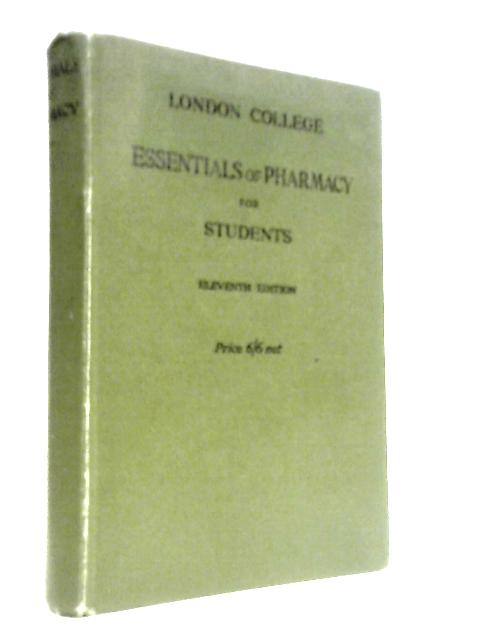 LONDON COLLEGE
ESSENTIALS OF PHARMACY
FOR
STUDENTS
ELEVENTH EDITION
Price 6/6 net